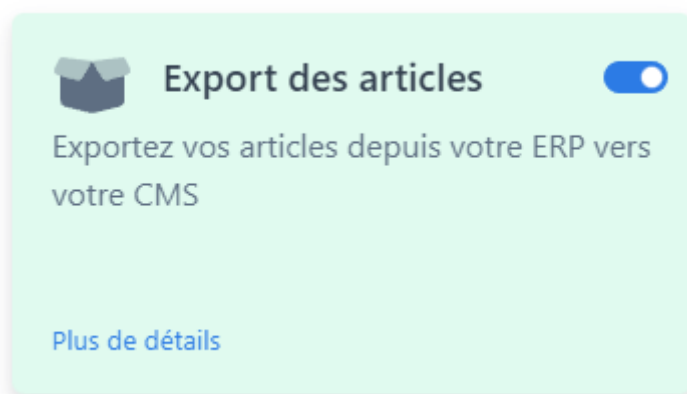 Export des articles
Exportez vos articles depuis votre ERP vers
votre CMS
Plus de détails